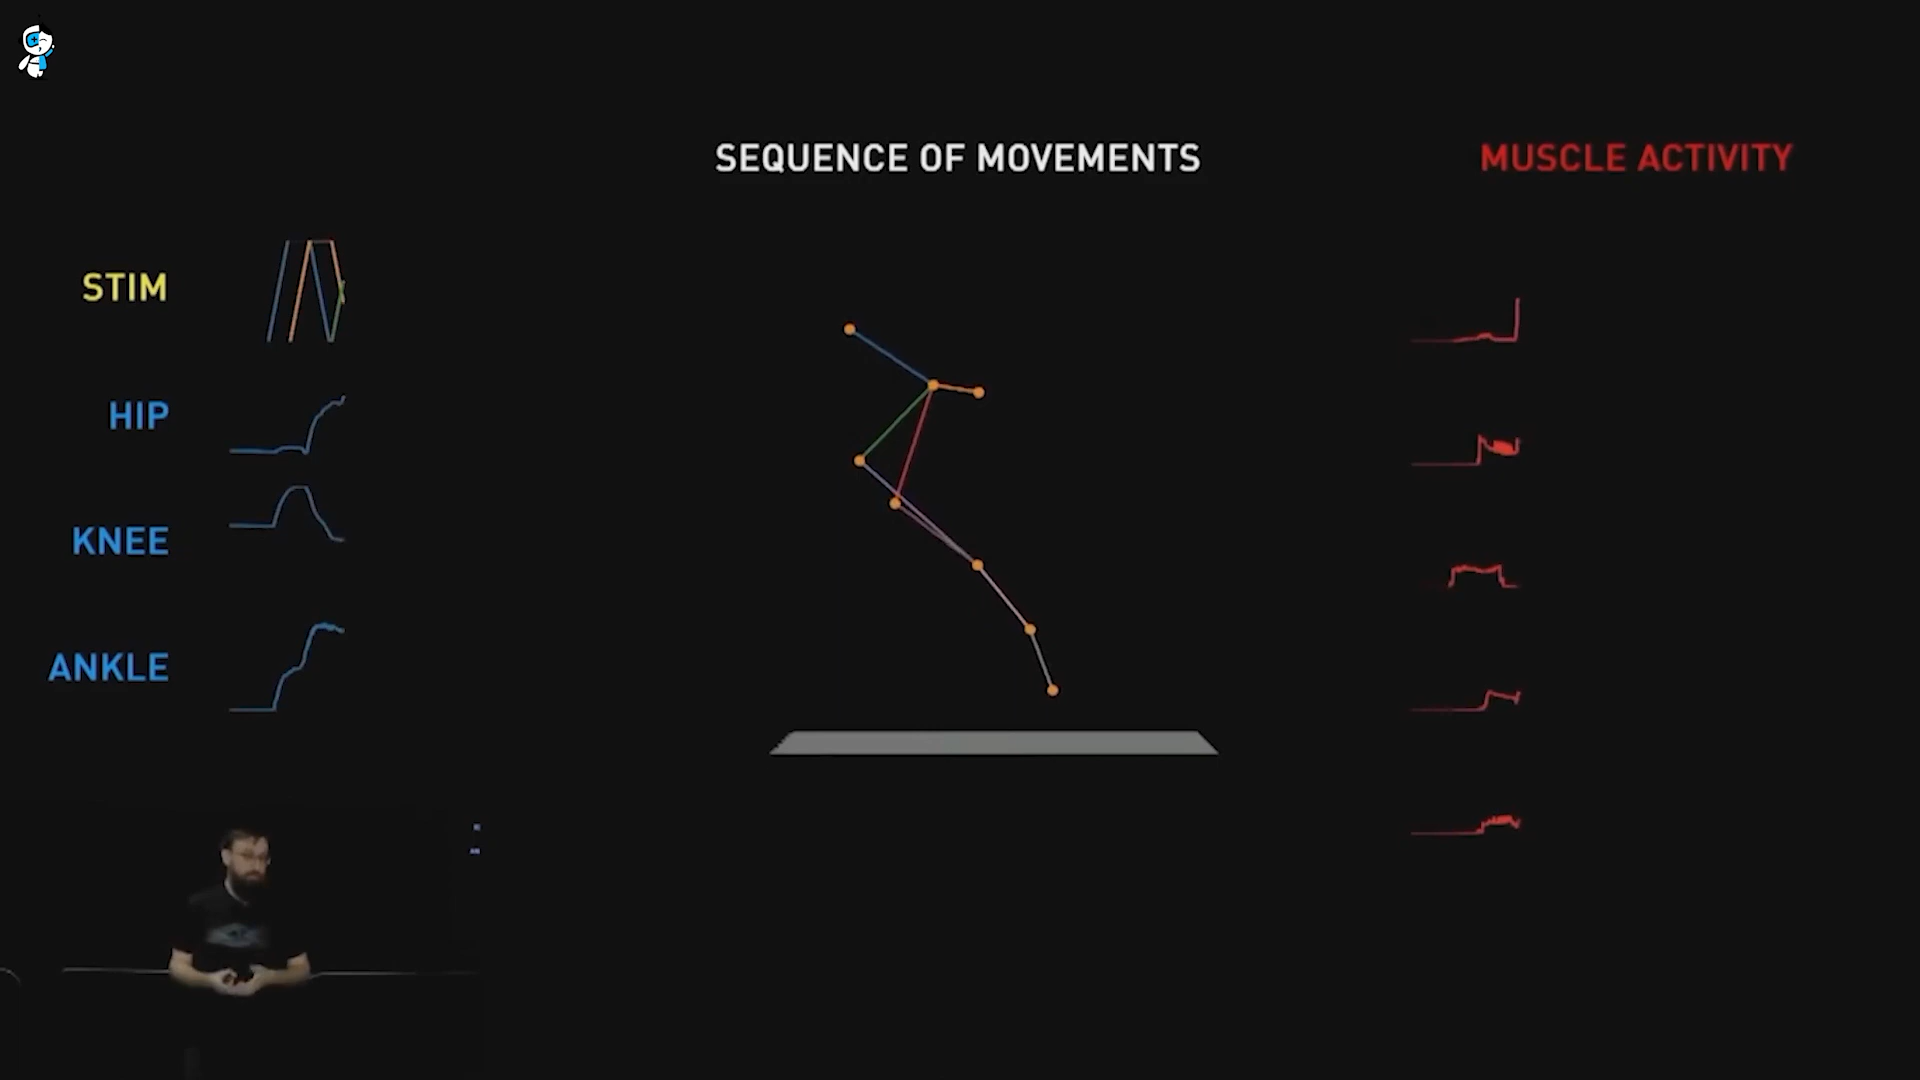 SEQUENCE OF MOVEMENTS
MUSCLE ACTIVITY
STIM
HIP
KNEE
ANKLE